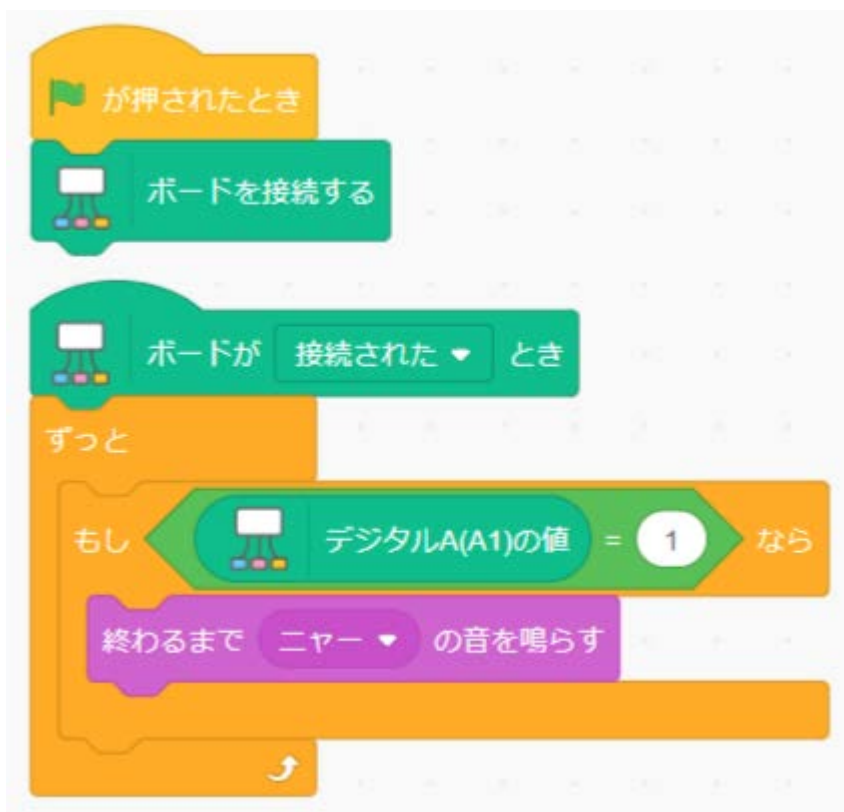 が押されたとき
ボードを接続する
ボードが 接続された とき
ずっと
もし デジタルA(A1)の値 = 1 なら
終わるまで ニャー の音を鳴らす